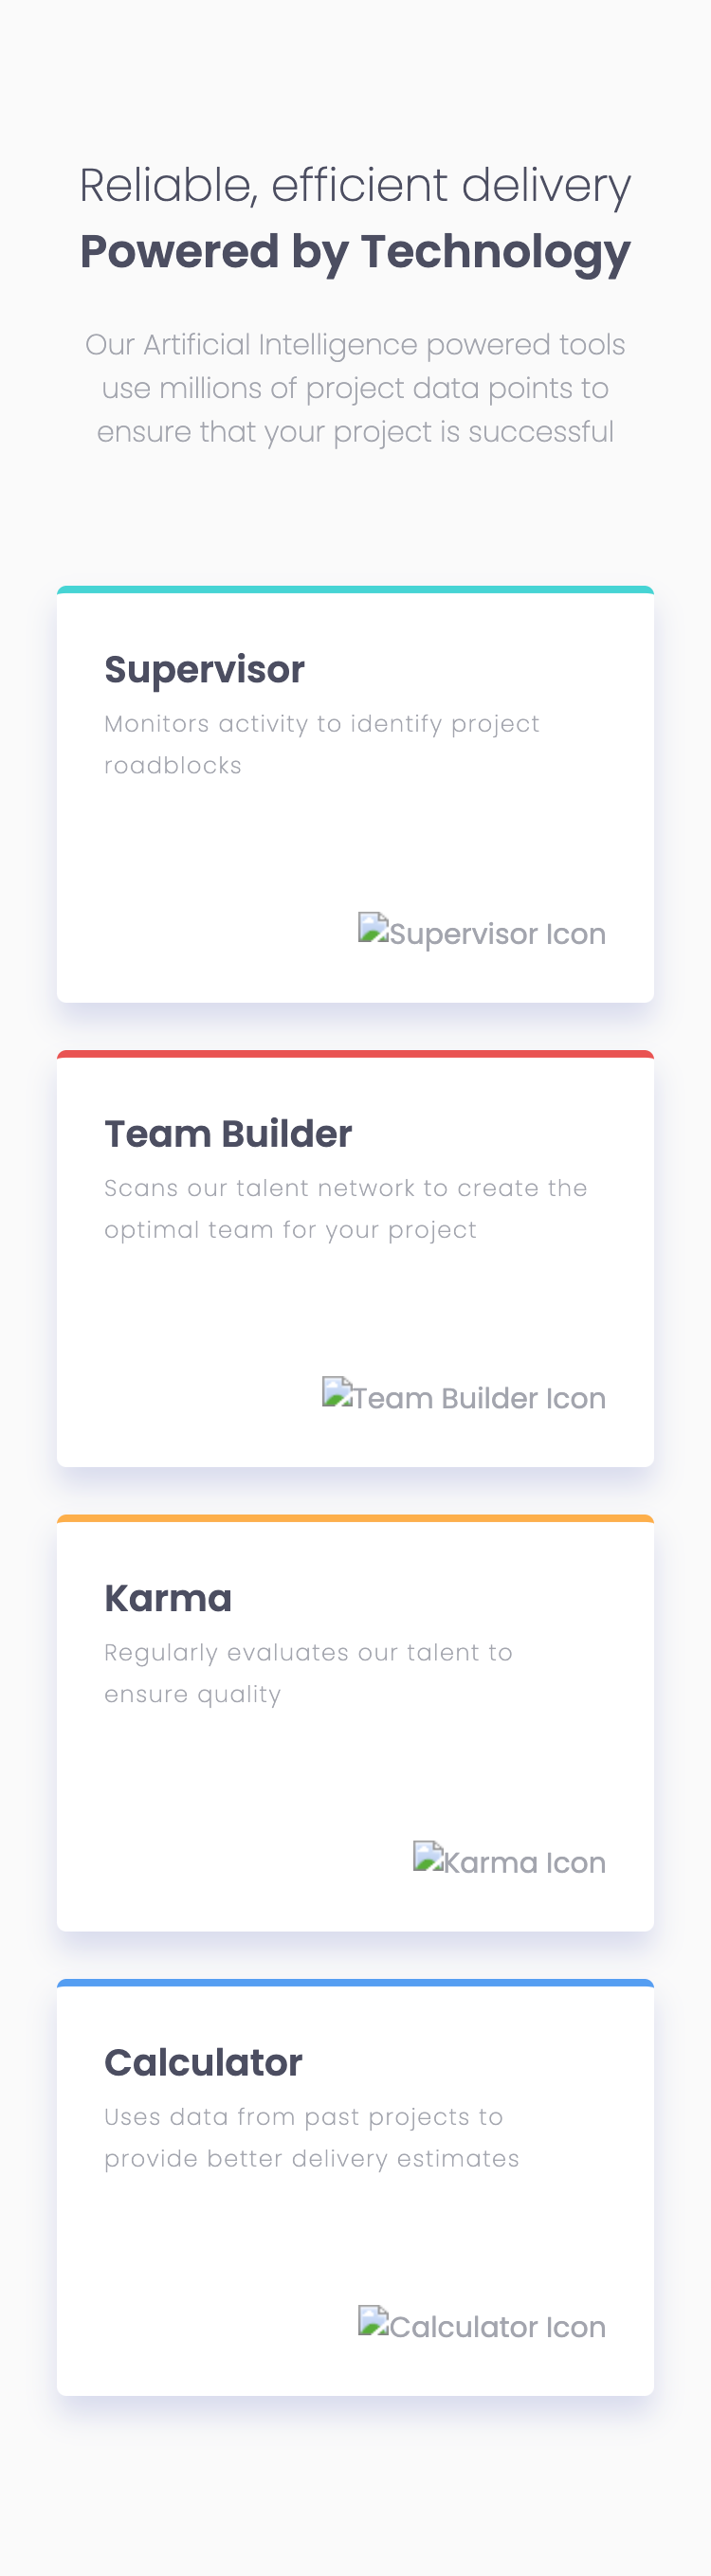 Reliable, efficient delivery
Powered by Technology
Our Artificial Intelligence powered tools
use millions of project data points to
ensure that your project is successful
Supervisor
Monitors activity to identify project
roadblocks
Supervisor Icon
Team Builder
Scans our talent network to create the
optimal team for your project
Team Builder Icon
Karma
Regularly evaluates our talent to
ensure quality
Karma Icon
Calculator
Uses data from past projects to
provide better delivery estimates
Calculator Icon